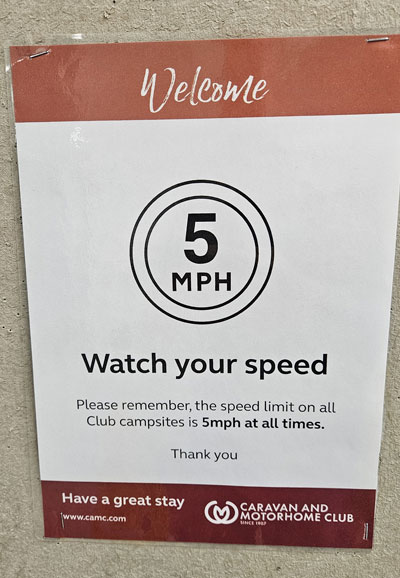 Welcome
5
MPH
Watch your speed
Please remember, the speed limit on all
Club campsites is 5mph at all times.
Thank you
Have a great stay
www.camc.com
CARAVAN AND
MOTORHOME CLUB
SINCE 1907